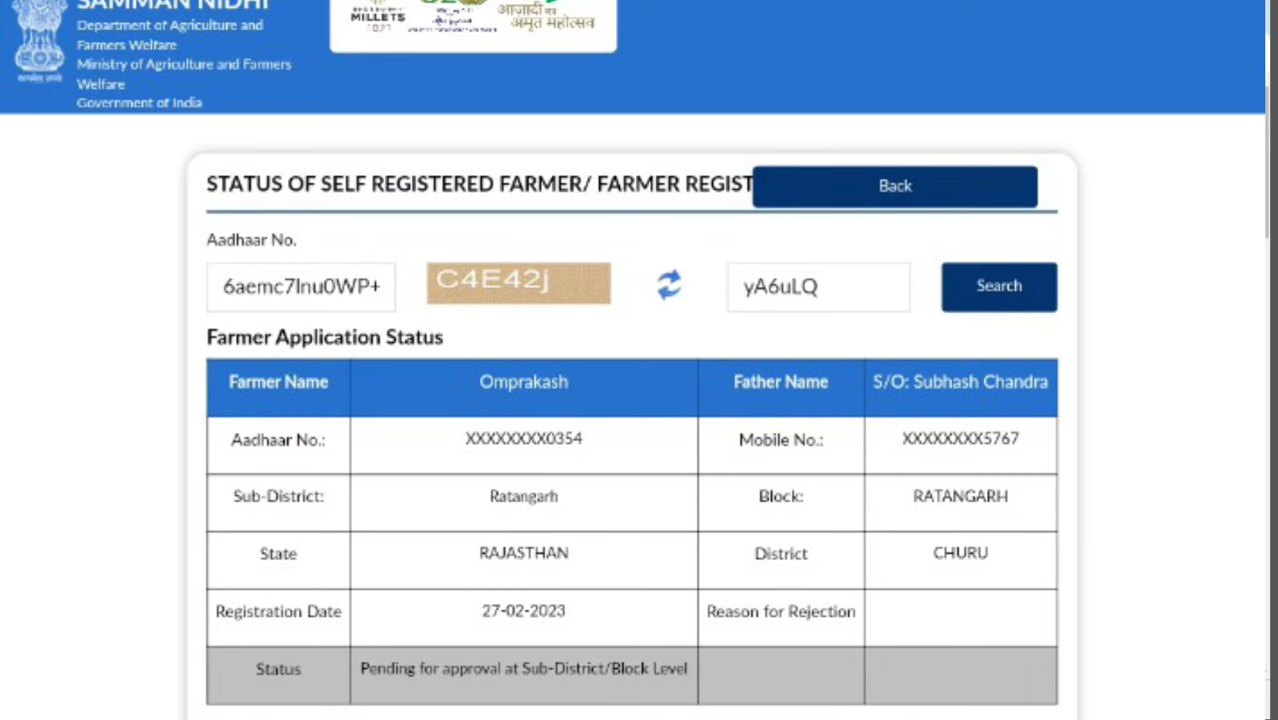 SAMMAN NIDHI
Department of Agriculture and
Farmers Welfare
Ministry of Agriculture and Farmers
Welfare
Government of India
MILLETS
2023
आज़ादी का
अमृत महोत्सव
STATUS OF SELF REGISTERED FARMER/ FARMER REGIST
Back
Aadhaar No.
6aemc7lnu0WP+
C4E42j
yA6uLQ
Search
Farmer Application Status
Farmer Name Omprakash Father Name S/O: Subhash Chandra
Aadhaar No.: XXXXXXXX0354 Mobile No.: XXXXXXXX5767
Sub-District: Ratangarh Block: RATANGARH
State RAJASTHAN District CHURU
Registration Date 27-02-2023 Reason for Rejection
Status Pending for approval at Sub-District/Block Level